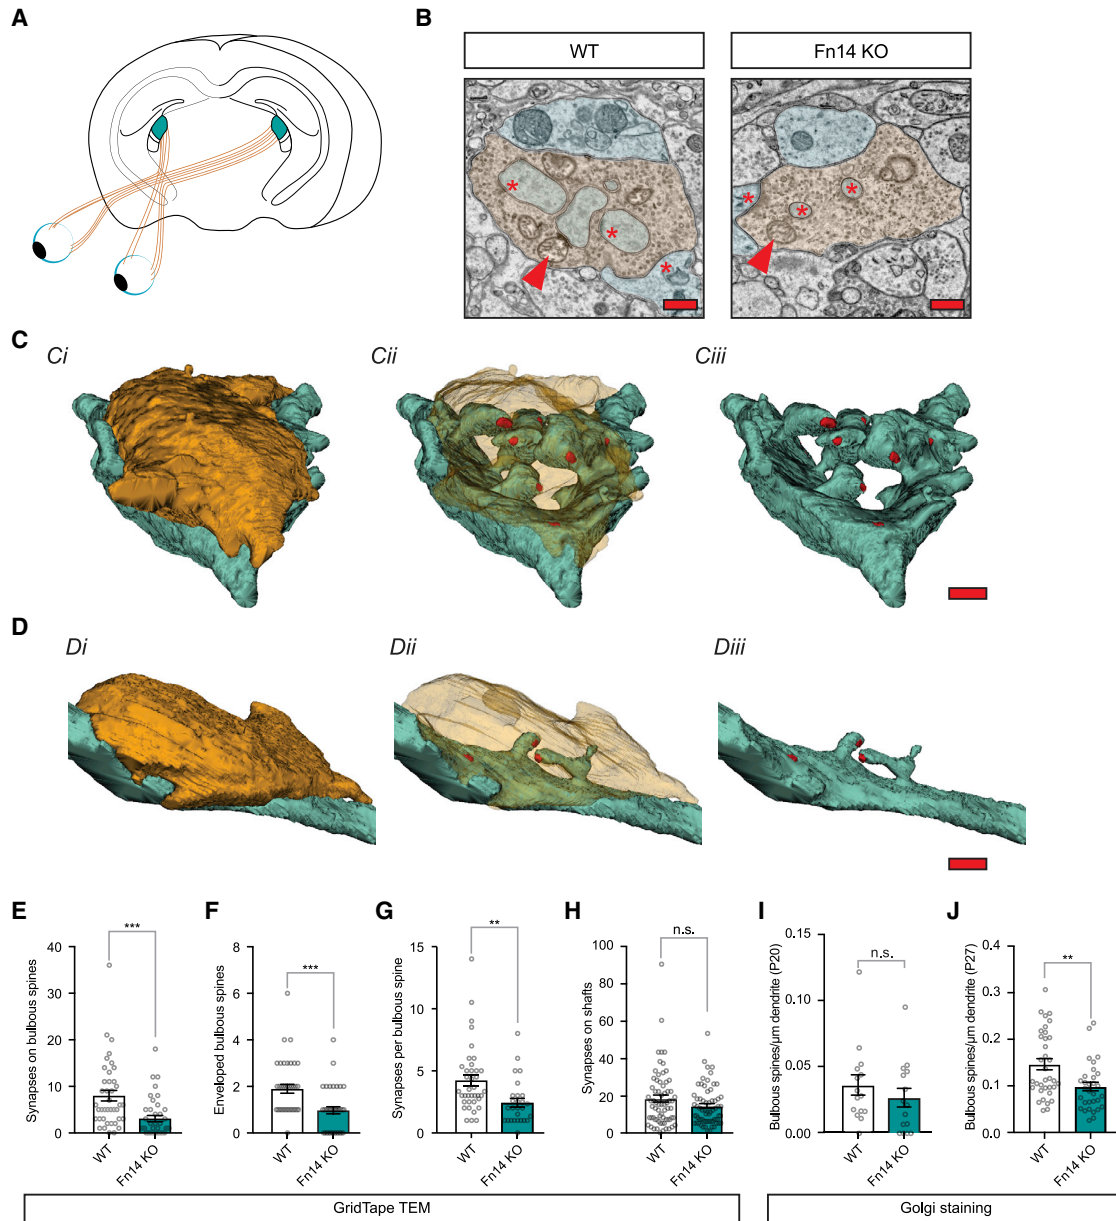 A
B
WT
Fn14 KO
*
*
*
*
*
*
C
Ci
Cii
Ciii
D
Di
Dii
Diii
E
F
G
H
I
J
Synapses on bulbous spines
40
30
20
10
0
***
WT
Fn14 KO
Enveloped bulbous spines
8
6
4
2
0
***
WT
Fn14 KO
Synapses per bulbous spine
15
10
5
0
**
WT
Fn14 KO
Synapses on shafts
100
80
60
40
20
0
n.s.
WT
Fn14 KO
Bulbous spines/µm dendrite (P20)
0.15
0.10
0.05
0.00
n.s.
WT
Fn14 KO
Bulbous spines/µm dendrite (P27)
0.4
0.3
0.2
0.1
0.0
**
WT
Fn14 KO
GridTape TEM
Golgi staining